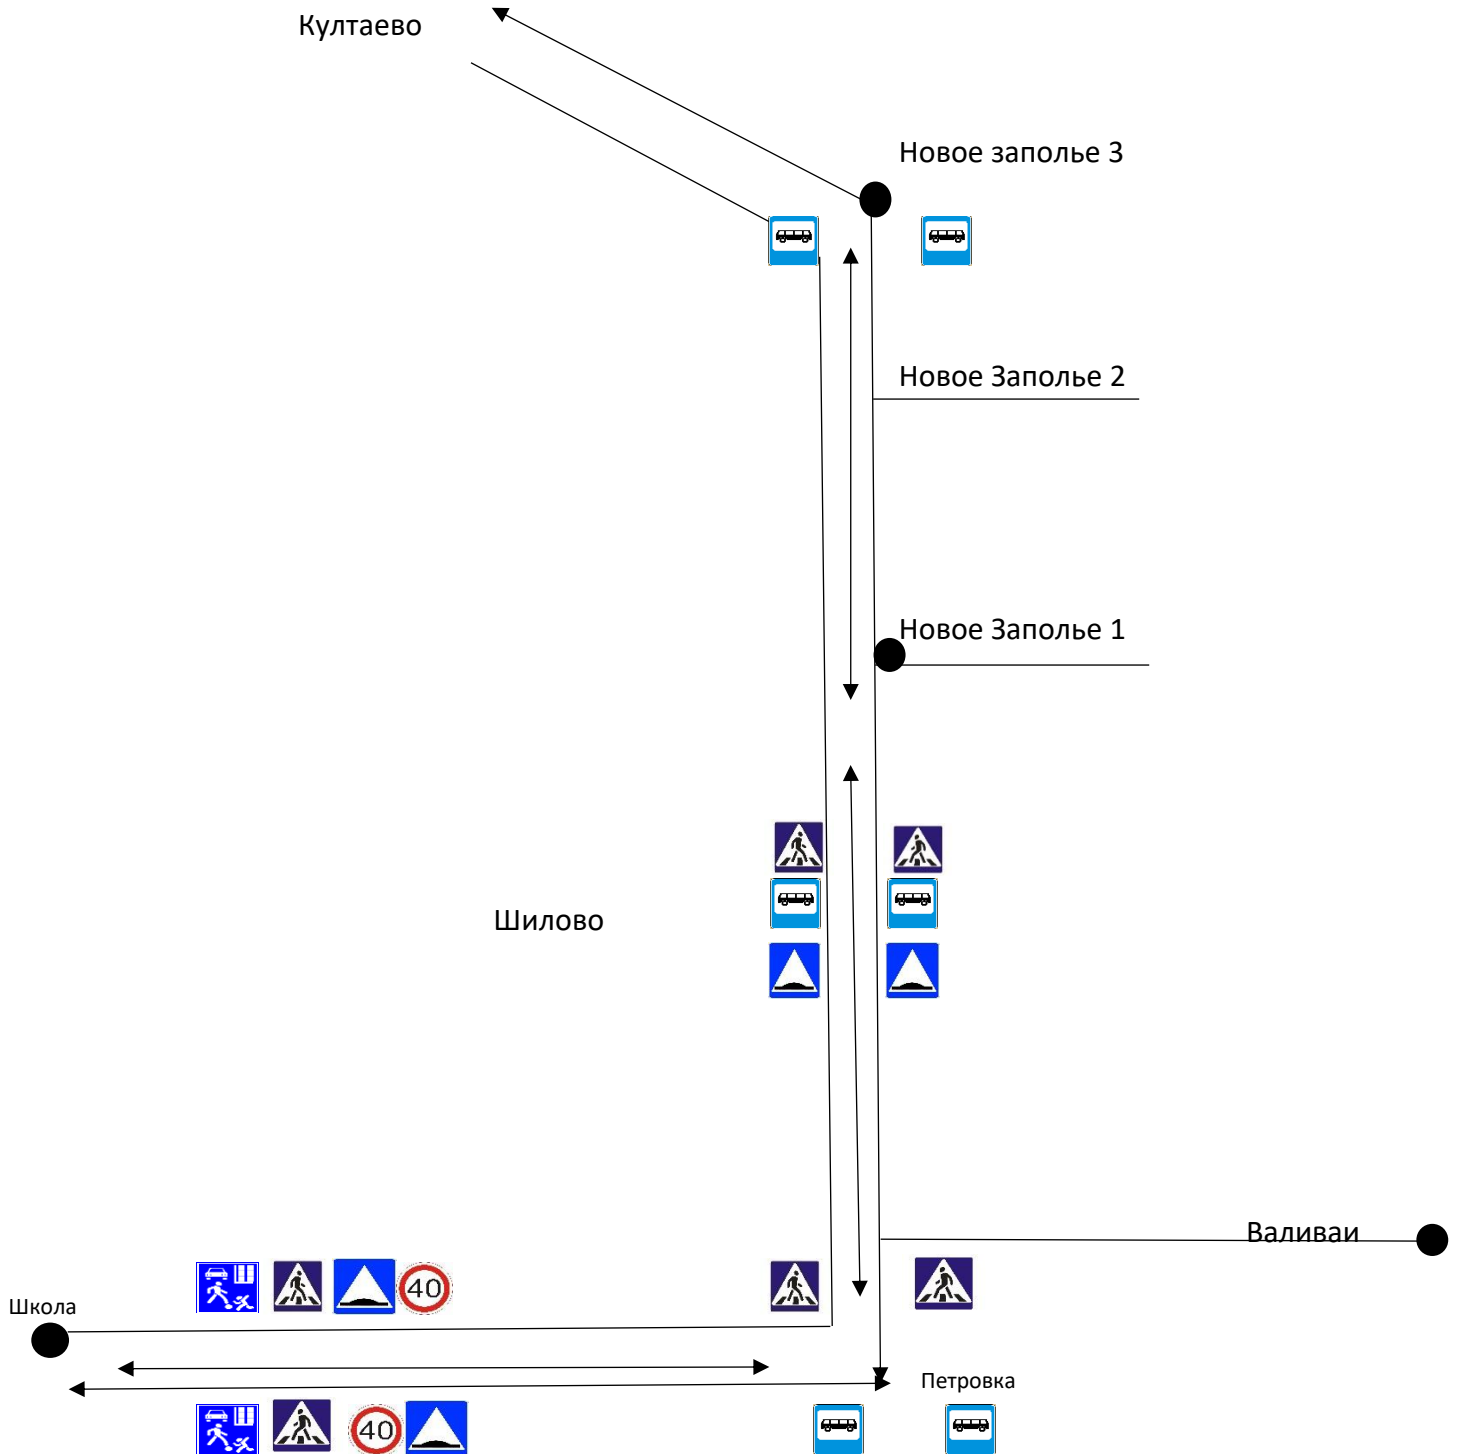 Култаево
Новое заполье 3
Новое Заполье 2
Новое Заполье 1
Шилово
Валиваи
40
Школа
Петровка
40